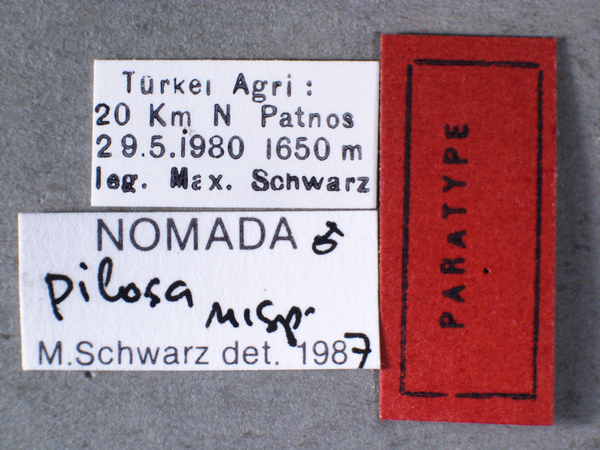 Türkei Agri :
20 Km N Patnos
29.5.1980 1650 m
leg. Max. Schwarz
NOMADA ♂
pilosa n.sp.
M.Schwarz det. 1987
PARATYPE